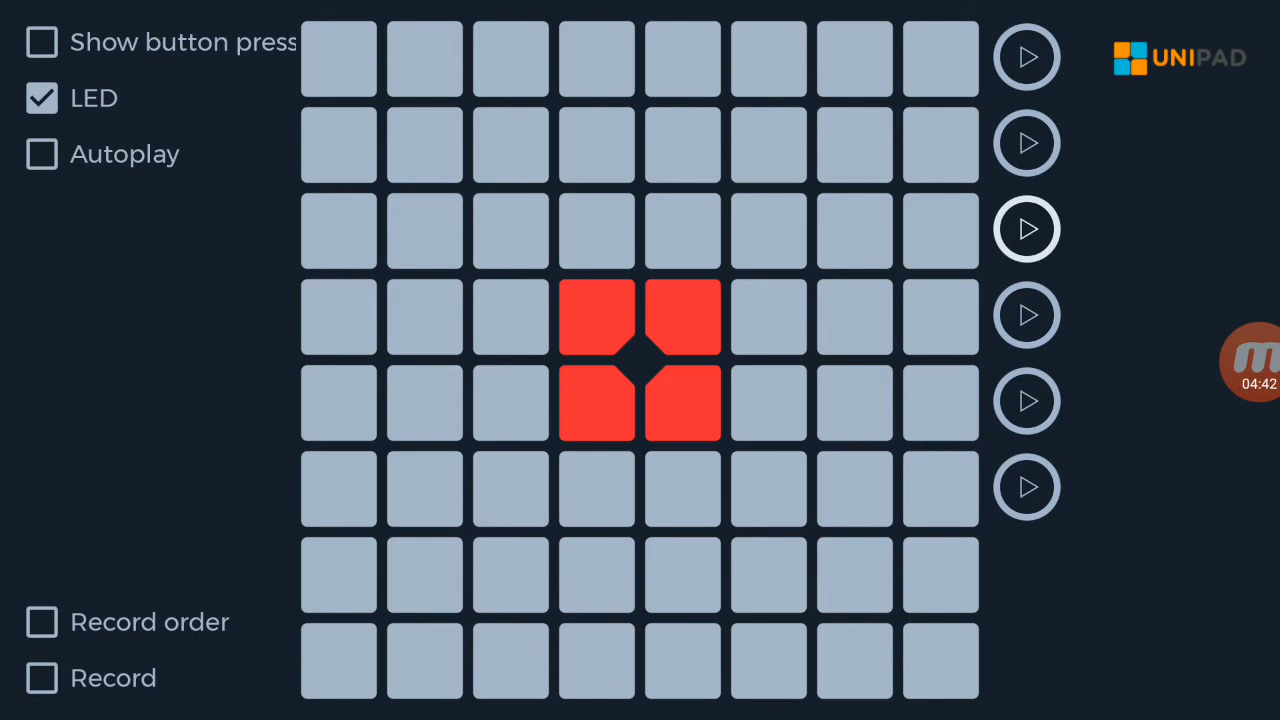 Show button press
LED
Autoplay
UNIPAD
04:42
Record order
Record